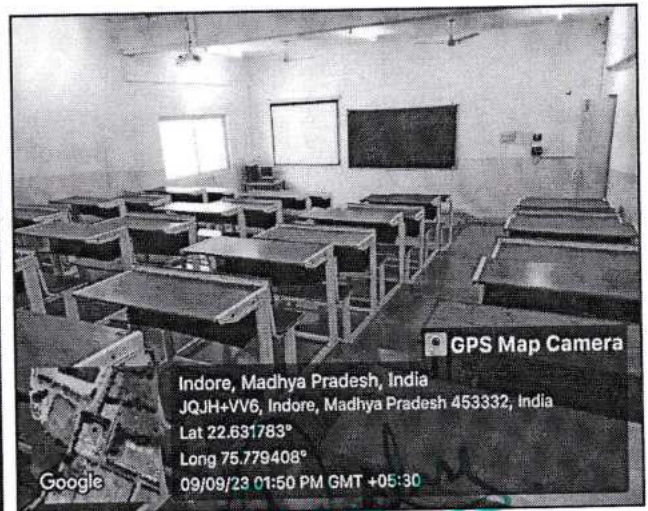 GPS Map Camera
Indore, Madhya Pradesh, India
JQJH+VV6, Indore, Madhya Pradesh 453332, India
Lat 22.631783°
Long 75.779408°
09/09/23 01:50 PM GMT +05:30
Google